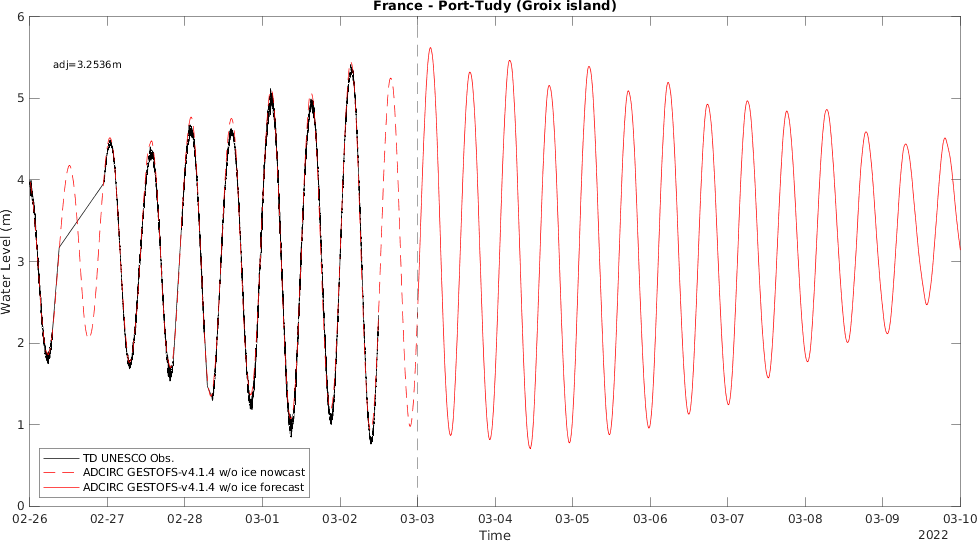 France - Port-Tudy (Groix island)
6
adj=3.2536m
5
4
3
2
1
0
Water Level (m)
TD UNESCO Obs.
ADCIRC GESTOFS-v4.1.4 w/o ice nowcast
ADCIRC GESTOFS-v4.1.4 w/o ice forecast
02-26 02-27 02-28 03-01 03-02 03-03 03-04 03-05 03-06 03-07 03-08 03-09 03-10
Time
2022